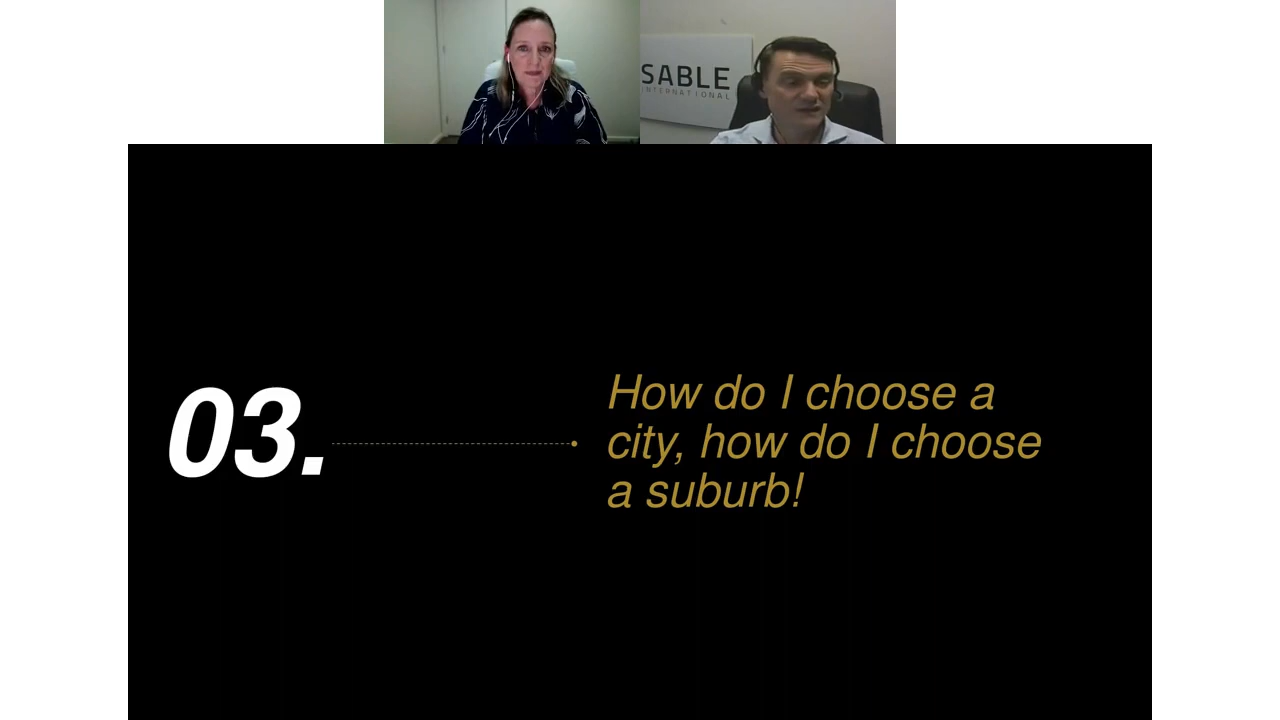 SABLE
INTERNATIONAL
03.
How do I choose a
city, how do I choose
a suburb!